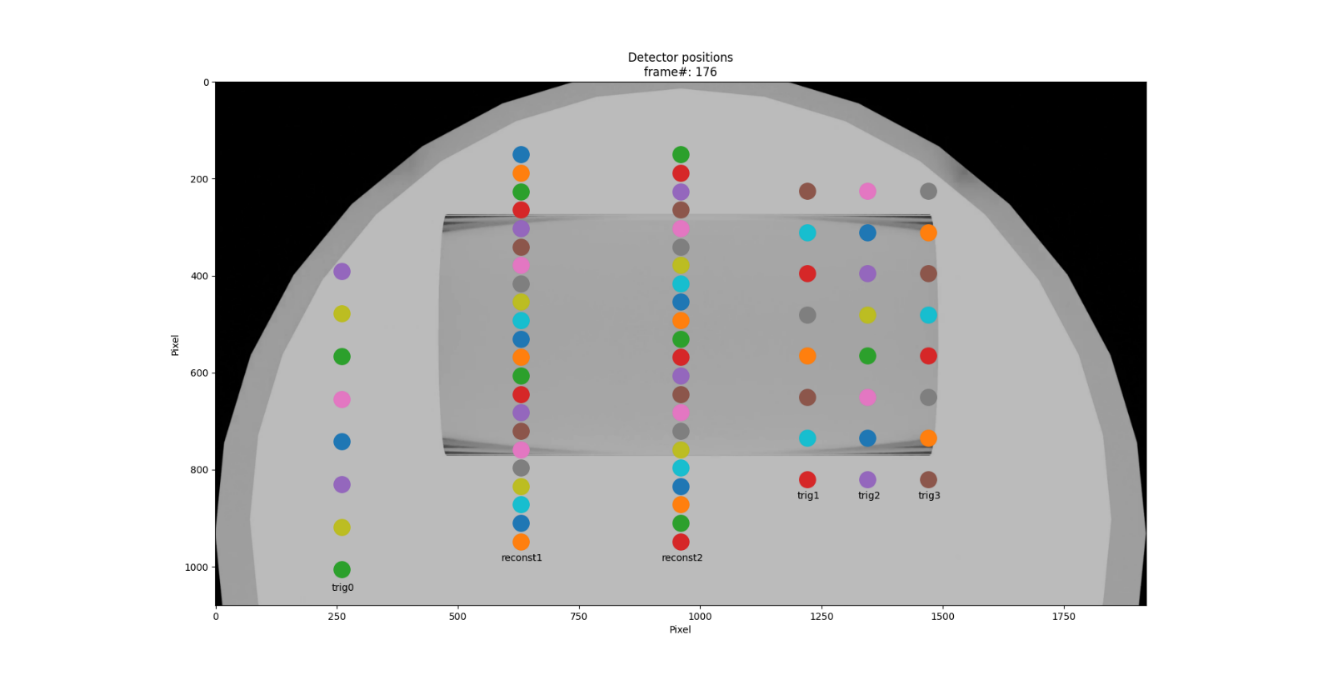 Detector positions
frame#: 176
0
200
400
600
800
1000
Pixel
trig1
trig2
trig3
reconst1
reconst2
trig0
0
250
500
750
1000
1250
1500
1750
Pixel